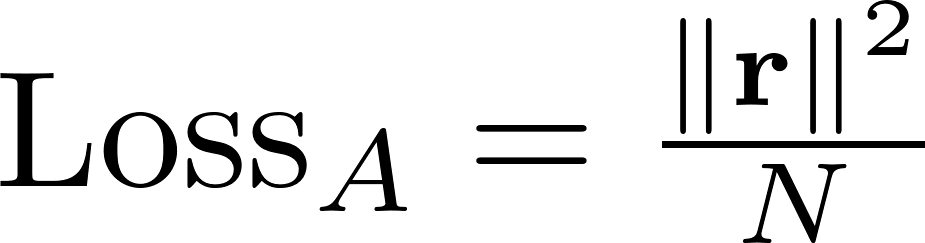 Loss_A = ‖𝐫‖² / N